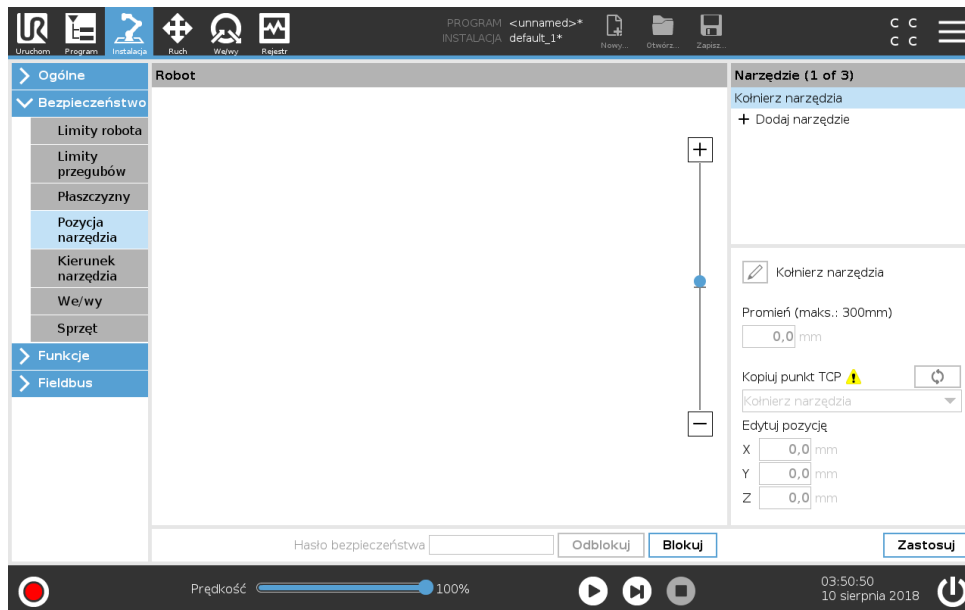 PROGRAM <unnamed>*
INSTALACJA default_1*
UR
Uruchom Program Instalacja Ruch We/wy Rejestr Nowy... Otwórz... Zapisz...
C C
C C
Ogólne
Bezpieczeństwo
Limity robota
Limity
przegubów
Płaszczyzny
Pozycja
narzędzia
Kierunek
narzędzia
We/wy
Sprzęt
Funkcje
Fieldbus
Robot
Narzędzie (1 of 3)
Kołnierz narzędzia
+ Dodaj narzędzie
Kołnierz narzędzia
Promień (maks.: 300mm)
0,0 mm
Kopiuj punkt TCP
Kołnierz narzędzia
Edytuj pozycję
X 0,0 mm
Y 0,0 mm
Z 0,0 mm
Hasło bezpieczeństwa Odblokuj Blokuj Zastosuj
Prędkość 100%
03:50:50
10 sierpnia 2018